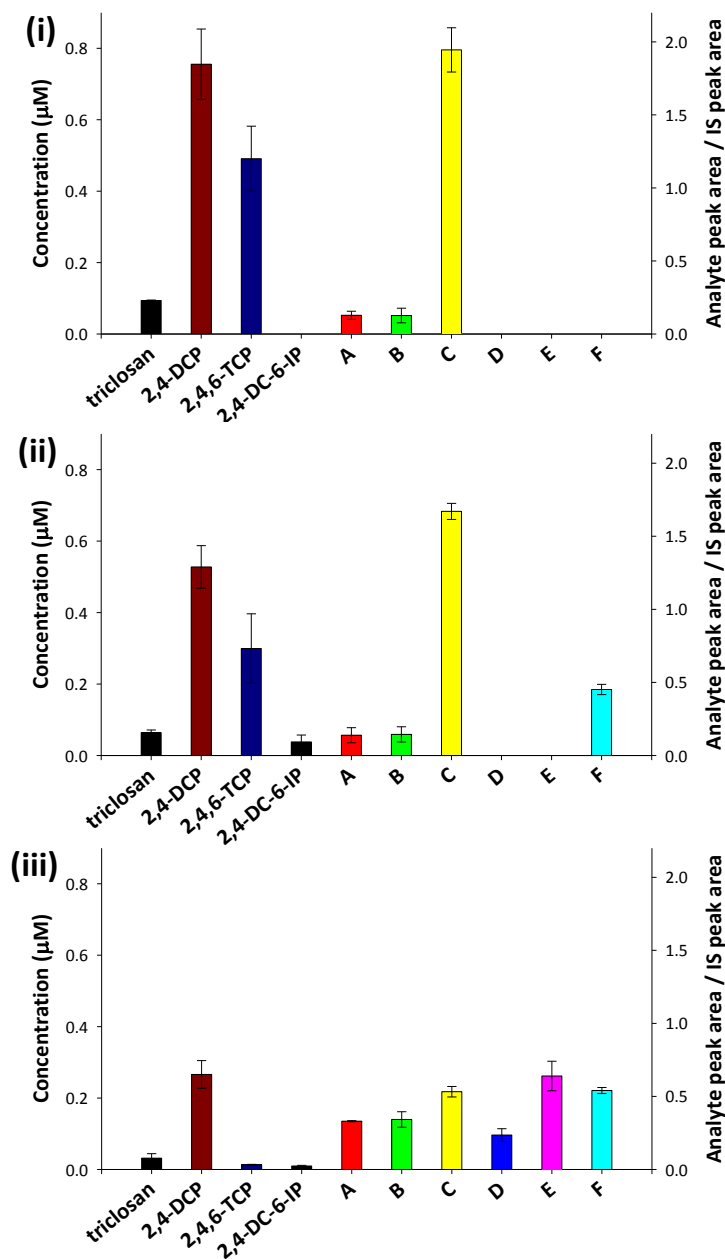 (i)
Concentration (μM)
0.8
0.6
0.4
0.2
0.0
2.0
1.5
1.0
0.5
0.0
Analyte peak area / IS peak area
triclosan
2,4-DCP
2,4,6-TCP
2,4-DC-6-IP
A
B
C
D
E
F
(ii)
Concentration (μM)
0.8
0.6
0.4
0.2
0.0
2.0
1.5
1.0
0.5
0.0
Analyte peak area / IS peak area
triclosan
2,4-DCP
2,4,6-TCP
2,4-DC-6-IP
A
B
C
D
E
F
(iii)
Concentration (μM)
0.8
0.6
0.4
0.2
0.0
2.0
1.5
1.0
0.5
0.0
Analyte peak area / IS peak area
triclosan
2,4-DCP
2,4,6-TCP
2,4-DC-6-IP
A
B
C
D
E
F